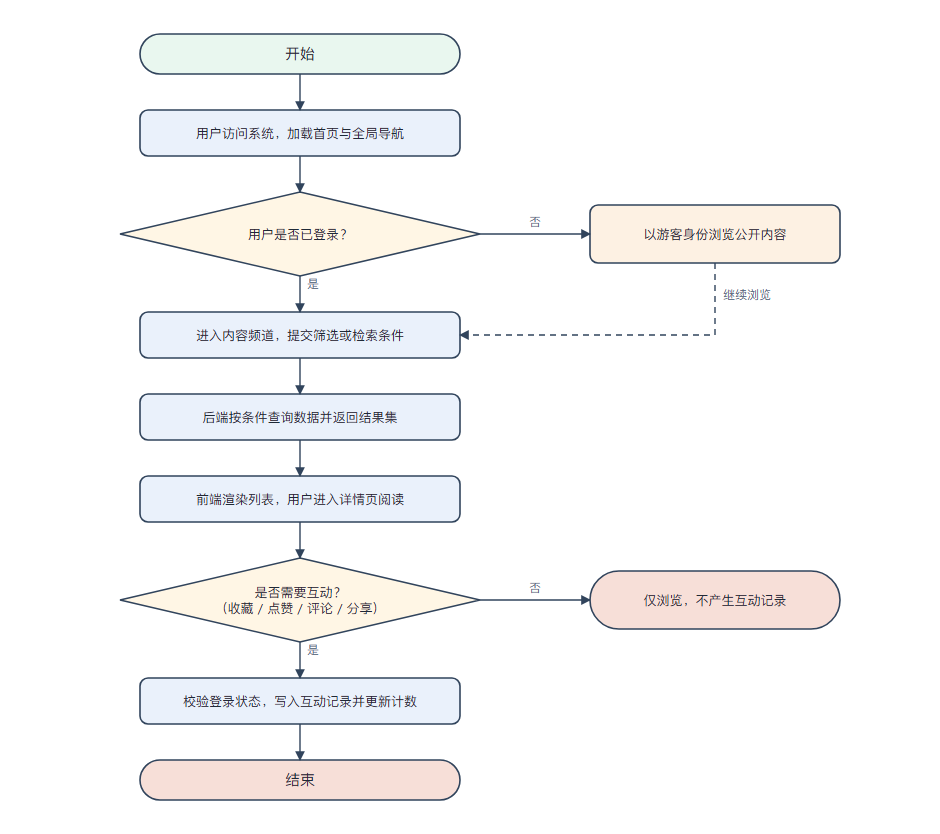 开始
用户访问系统，加载首页与全局导航
用户是否已登录？
否
以游客身份浏览公开内容
是
继续浏览
进入内容频道，提交筛选或检索条件
后端按条件查询数据并返回结果集
前端渲染列表，用户进入详情页阅读
是否需要互动？
（收藏 / 点赞 / 评论 / 分享）
否
仅浏览，不产生互动记录
是
校验登录状态，写入互动记录并更新计数
结束